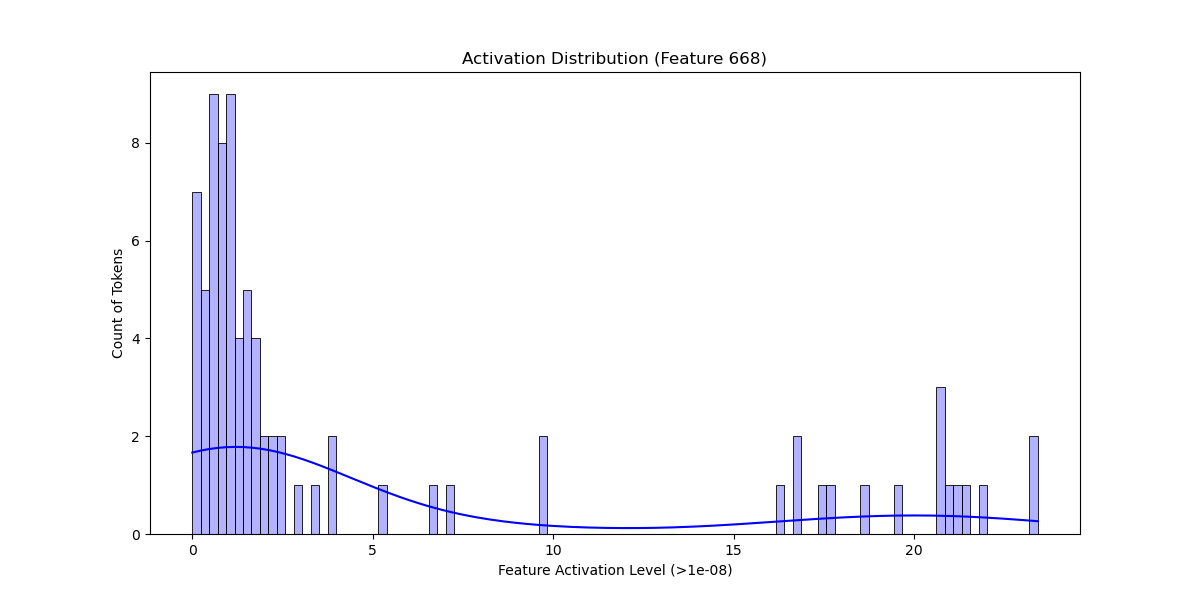 Activation Distribution (Feature 668)
8
6
4
2
0
Count of Tokens
0 5 10 15 20
Feature Activation Level (>1e-08)